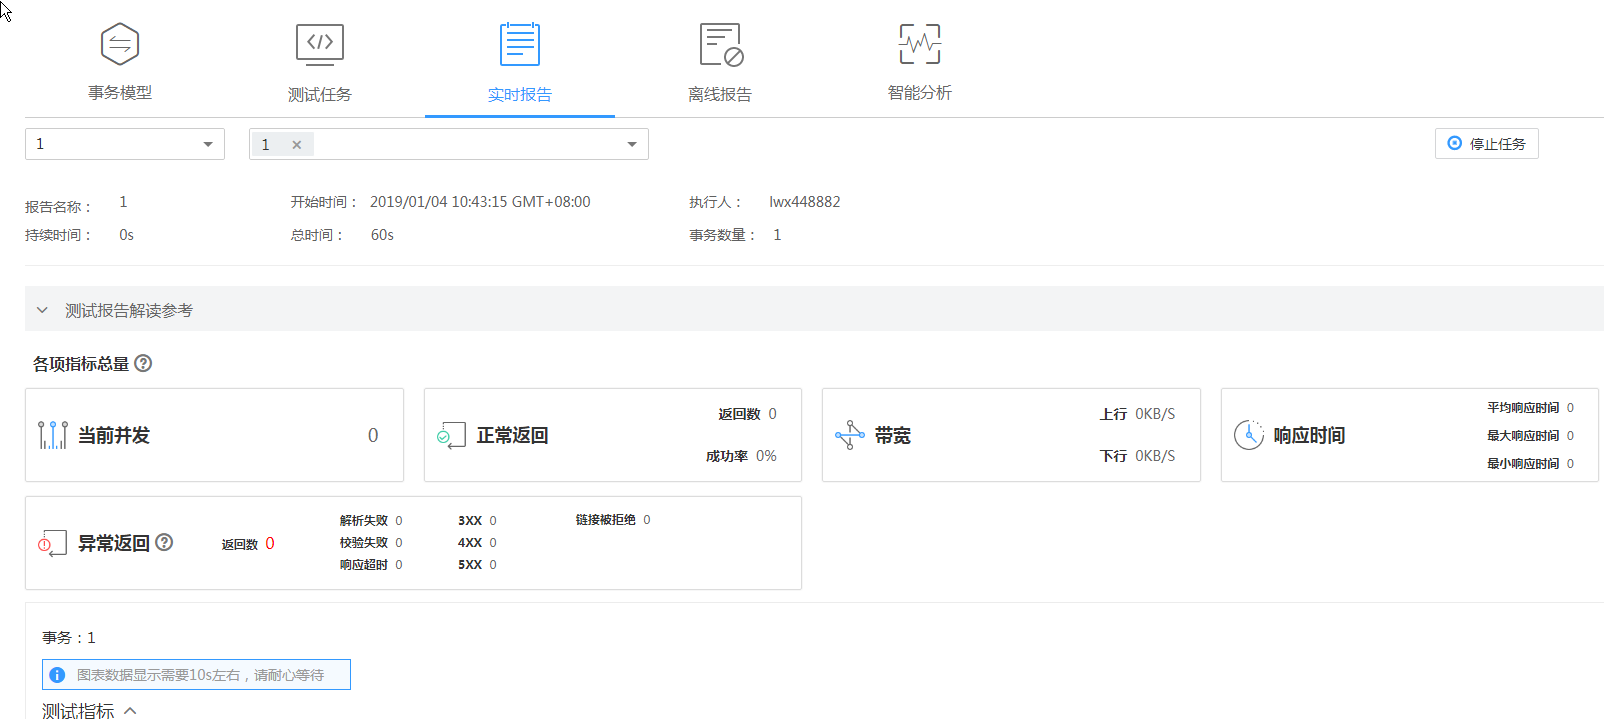 事务模型 测试任务 实时报告 离线报告 智能分析
1 1 × 停止任务
报告名称： 1 开始时间： 2019/01/04 10:43:15 GMT+08:00 执行人： lwx448882
持续时间： 0s 总时间： 60s 事务数量： 1
测试报告解读参考
各项指标总量 ?
当前并发 0
正常返回 返回数 0
成功率 0%
带宽 上行 0KB/S
下行 0KB/S
响应时间 平均响应时间 0
最大响应时间 0
最小响应时间 0
异常返回 ? 返回数 0
解析失败 0 3XX 0 链接被拒绝 0
校验失败 0 4XX 0
响应超时 0 5XX 0
事务：1
图表数据显示需要10s左右，请耐心等待
测试指标